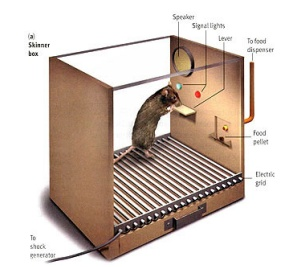 Speaker
Signal lights
Lever
(a)
Skinner
box
To food
dispenser
Food
pellet
Electric
grid
To
shock
generator